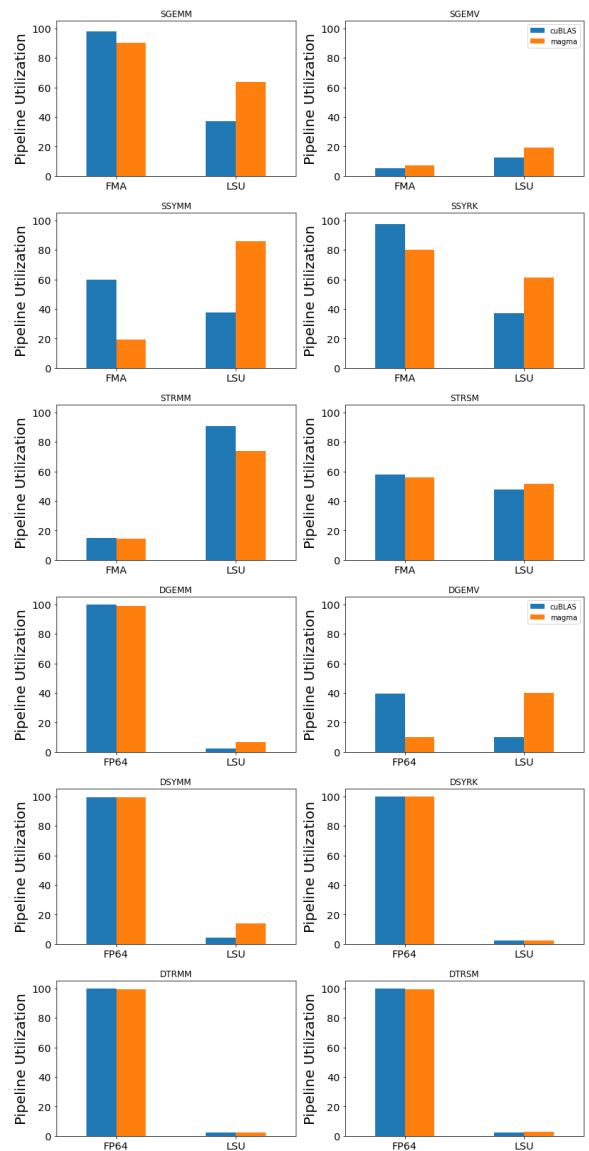 SGEMM
Pipeline Utilization
100
80
60
40
20
0
FMA
LSU
SGEMV
cuBLAS
magma
Pipeline Utilization
100
80
60
40
20
0
FMA
LSU
SSYMM
Pipeline Utilization
100
80
60
40
20
0
FMA
LSU
SSYRK
Pipeline Utilization
100
80
60
40
20
0
FMA
LSU
STRMM
Pipeline Utilization
100
80
60
40
20
0
FMA
LSU
STRSM
Pipeline Utilization
100
80
60
40
20
0
FMA
LSU
DGEMM
Pipeline Utilization
100
80
60
40
20
0
FP64
LSU
DGEMV
cuBLAS
magma
Pipeline Utilization
100
80
60
40
20
0
FP64
LSU
DSYMM
Pipeline Utilization
100
80
60
40
20
0
FP64
LSU
DSYRK
Pipeline Utilization
100
80
60
40
20
0
FP64
LSU
DTRMM
Pipeline Utilization
100
80
60
40
20
0
FP64
LSU
DTRSM
Pipeline Utilization
100
80
60
40
20
0
FP64
LSU